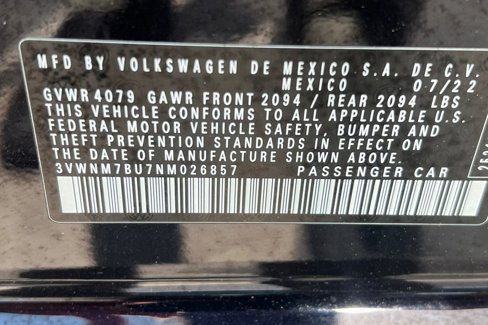 MFD BY VOLKSWAGEN DE MEXICO S.A. DE C.V.
MEXICO 07/22
GVWR 4079 GAWR FRONT 2094 / REAR 2094 LBS
THIS VEHICLE CONFORMS TO ALL APPLICABLE U.S.
FEDERAL MOTOR VEHICLE SAFETY, BUMPER AND
THEFT PREVENTION STANDARDS IN EFFECT ON
THE DATE OF MANUFACTURE SHOWN ABOVE.
3VWNM7BU7NM026857 PASSENGER CAR